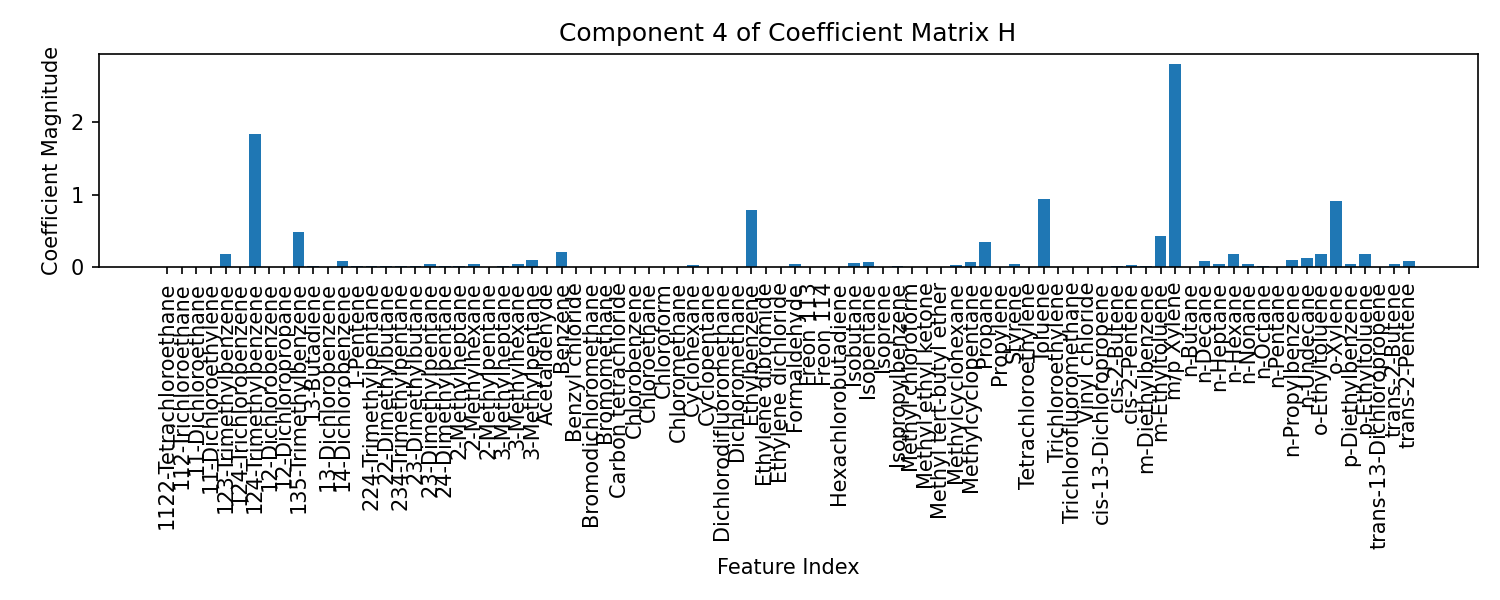 Component 4 of Coefficient Matrix H
Coefficient Magnitude
2
1
0
1122-Tetrachloroethane
112-Trichloroethane
11-Dichloroethane
11-Dichloroethylene
123-Trimethylbenzene
124-Trichlorobenzene
124-Trimethylbenzene
12-Dichlorobenzene
12-Dichloropropane
135-Trimethylbenzene
13-Butadiene
13-Dichlorobenzene
14-Dichlorobenzene
1-Pentene
224-Trimethylpentane
22-Dimethylbutane
234-Trimethylpentane
23-Dimethylbutane
23-Dimethylpentane
24-Dimethylpentane
2-Methylheptane
2-Methylhexane
2-Methylpentane
3-Methylheptane
3-Methylhexane
3-Methylpentane
Acetaldehyde
Benzene
Benzyl chloride
Bromodichloromethane
Bromomethane
Carbon tetrachloride
Chlorobenzene
Chloroethane
Chloroform
Chloromethane
Cyclohexane
Cyclopentane
Dichlorodifluoromethane
Dichloromethane
Ethylbenzene
Ethylene dibromide
Ethylene dichloride
Formaldehyde
Freon 113
Freon 114
Hexachlorobutadiene
Isobutane
Isopentane
Isoprene
Isopropylbenzene
Methyl chloroform
Methyl ethyl ketone
Methyl tert-butyl ether
Methylcyclohexane
Methylcyclopentane
Propane
Propylene
Styrene
Tetrachloroethylene
Toluene
Trichloroethylene
Trichlorofluoromethane
Vinyl chloride
cis-13-Dichloropropene
cis-2-Butene
cis-2-Pentene
m-Diethylbenzene
m-Ethyltoluene
m/p Xylene
n-Butane
n-Decane
n-Heptane
n-Hexane
n-Nonane
n-Octane
n-Pentane
n-Propylbenzene
n-Undecane
o-Ethyltoluene
o-Xylene
p-Diethylbenzene
p-Ethyltoluene
trans-13-Dichloropropene
trans-2-Butene
trans-2-Pentene
Feature Index